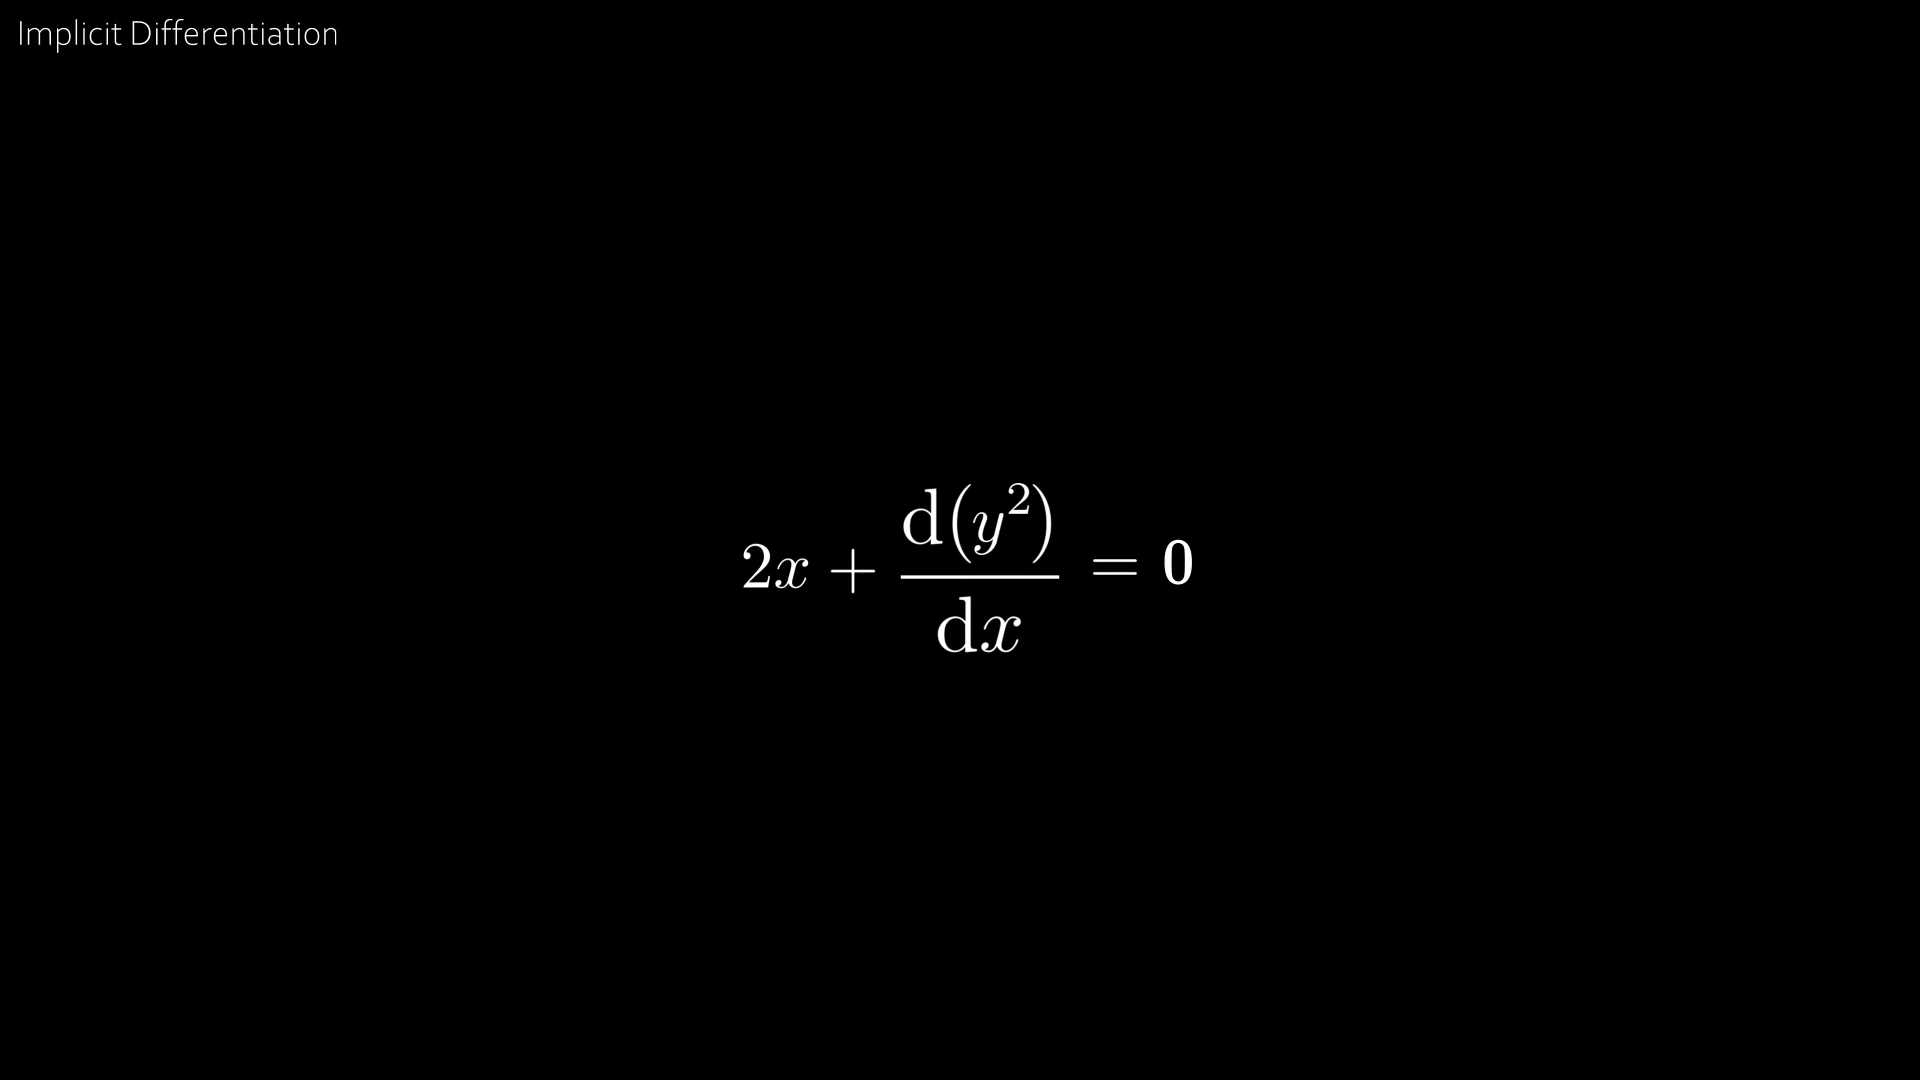 Implicit Differentiation
2x + d(y²)/dx = 0